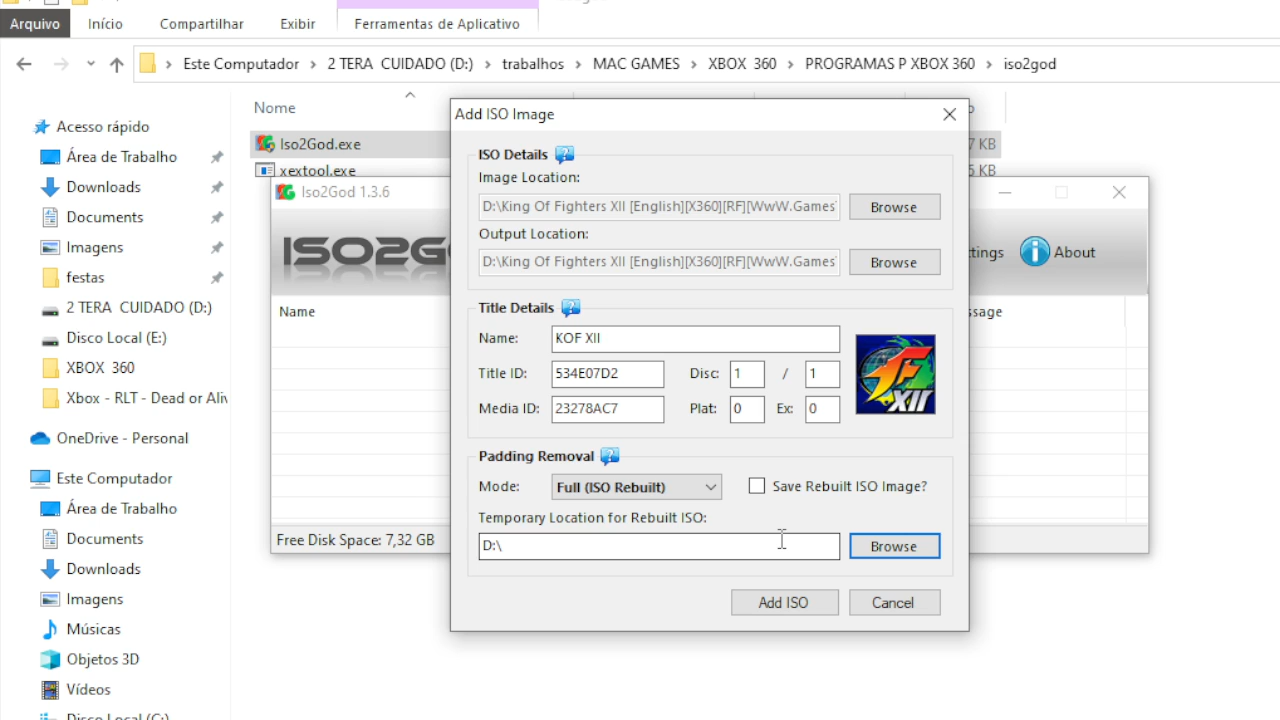 Arquivo Início Compartilhar Exibir Ferramentas de Aplicativo
Este Computador 2 TERA CUIDADO (D:) trabalhos MAC GAMES XBOX 360 PROGRAMAS P XBOX 360 iso2god
Nome
Acesso rápido
Área de Trabalho
Downloads
Documents
Imagens
festas
2 TERA CUIDADO (D:)
Disco Local (E:)
XBOX 360
Xbox - RLT - Dead or Aliv
OneDrive - Personal
Este Computador
Área de Trabalho
Documents
Downloads
Imagens
Músicas
Objetos 3D
Vídeos
Disco Local (C:)
Iso2God.exe
7 KB
xextool.exe
KB
Iso2God 1.3.6
ISO2G
ttings
About
Name
ssage
Free Disk Space: 7,32 GB
Add ISO Image
ISO Details
Image Location:
D:\King Of Fighters XII [English][X360][RF][WwW.Games
Browse
Output Location:
D:\King Of Fighters XII [English][X360][RF][WwW.Games
Browse
Title Details
Name: KOF XII
Title ID: 534E07D2 Disc: 1 / 1
Media ID: 23278AC7 Plat: 0 Ex: 0
XII
Padding Removal
Mode: Full (ISO Rebuilt) Save Rebuilt ISO Image?
Temporary Location for Rebuilt ISO:
D:\
Browse
Add ISO Cancel